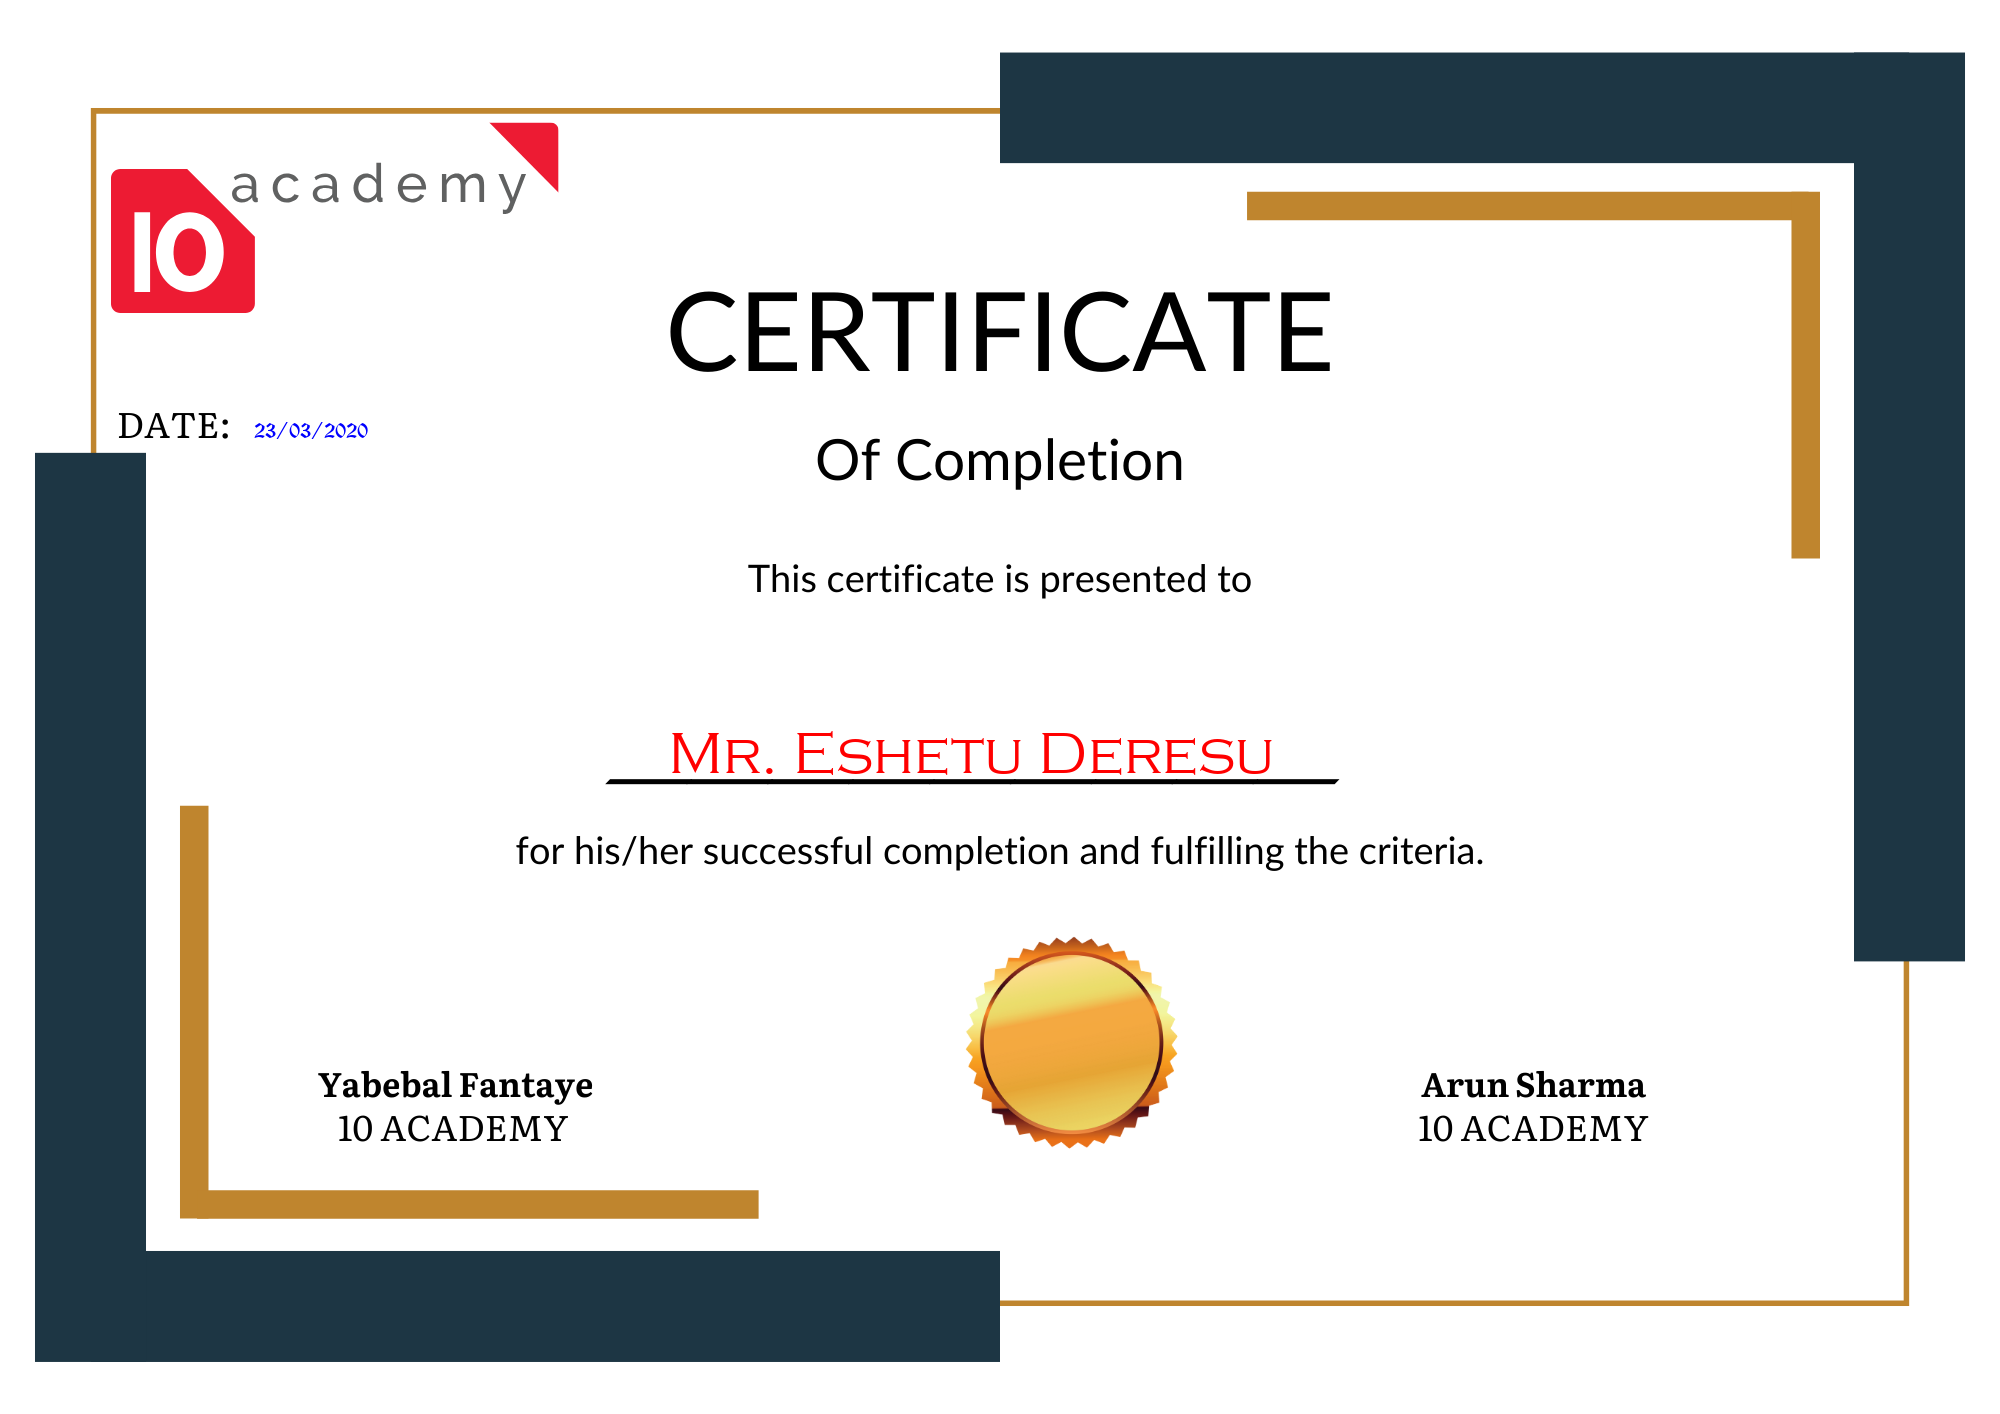 10 academy
CERTIFICATE
DATE: 23/03/2020
Of Completion
This certificate is presented to
Mr. Eshetu Deresu
for his/her successful completion and fulfilling the criteria.
Yabebal Fantaye
10 ACADEMY
Arun Sharma
10 ACADEMY